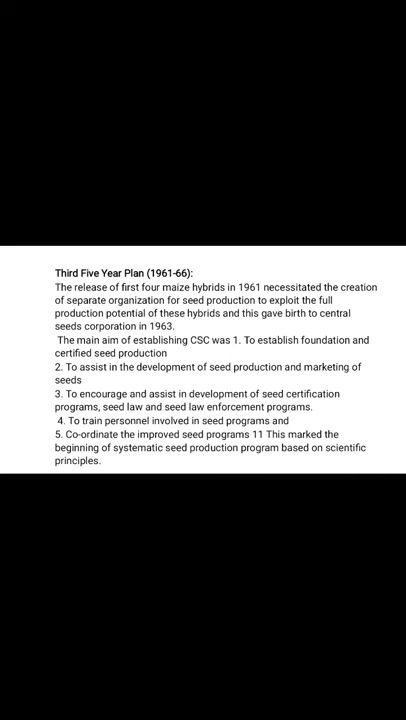 Third Five Year Plan (1961-66):
The release of first four maize hybrids in 1961 necessitated the creation
of separate organization for seed production to exploit the full
production potential of these hybrids and this gave birth to central
seeds corporation in 1963.
The main aim of establishing CSC was 1. To establish foundation and
certified seed production
2. To assist in the development of seed production and marketing of
seeds
3. To encourage and assist in development of seed certification
programs, seed law and seed law enforcement programs.
4. To train personnel involved in seed programs and
5. Co-ordinate the improved seed programs 11 This marked the
beginning of systematic seed production program based on scientific
principles.